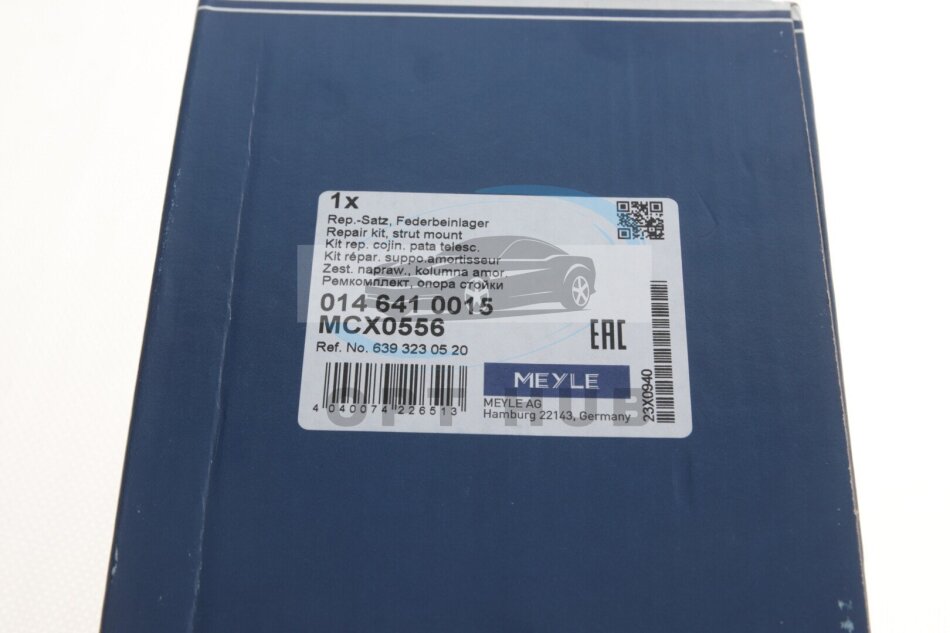 1x
Rep.-Satz, Federbeinlager
Repair kit, strut mount
Kit rep. cojin. pata telesc.
Kit répar. suppo.amortisseur
Zest. napraw., kolumna amor.
Ремкомплект, опора стойки
014 641 0015
MCX0556
Ref. No. 639 323 05 20
EAC
MEYLE
MEYLE AG
Hamburg 22143, Germany
4 040074 226513
23X0940
OPT HUB